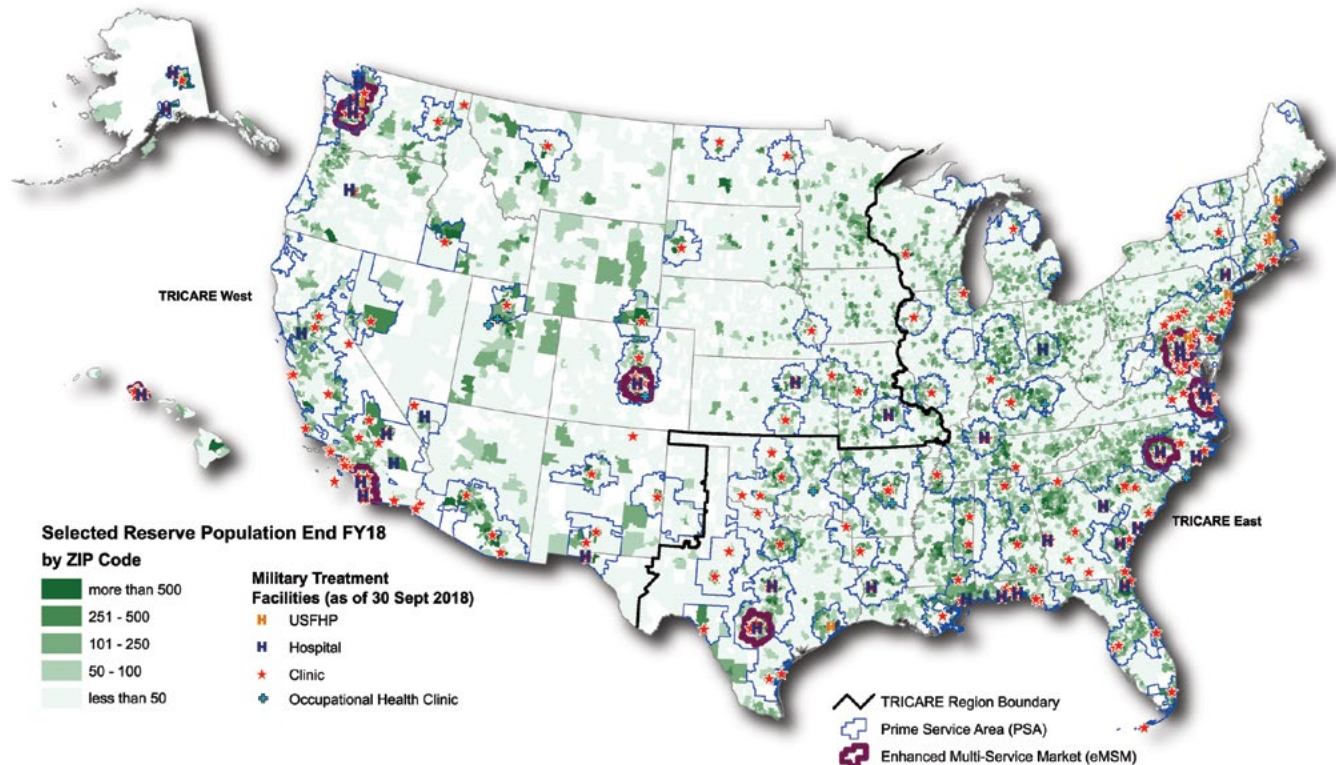 TRICARE West
TRICARE East
Selected Reserve Population End FY18
by ZIP Code
more than 500
251 - 500
101 - 250
50 - 100
less than 50
Military Treatment
Facilities (as of 30 Sept 2018)
H USFHP
H Hospital
Clinic
Occupational Health Clinic
TRICARE Region Boundary
Prime Service Area (PSA)
Enhanced Multi-Service Market (eMSM)